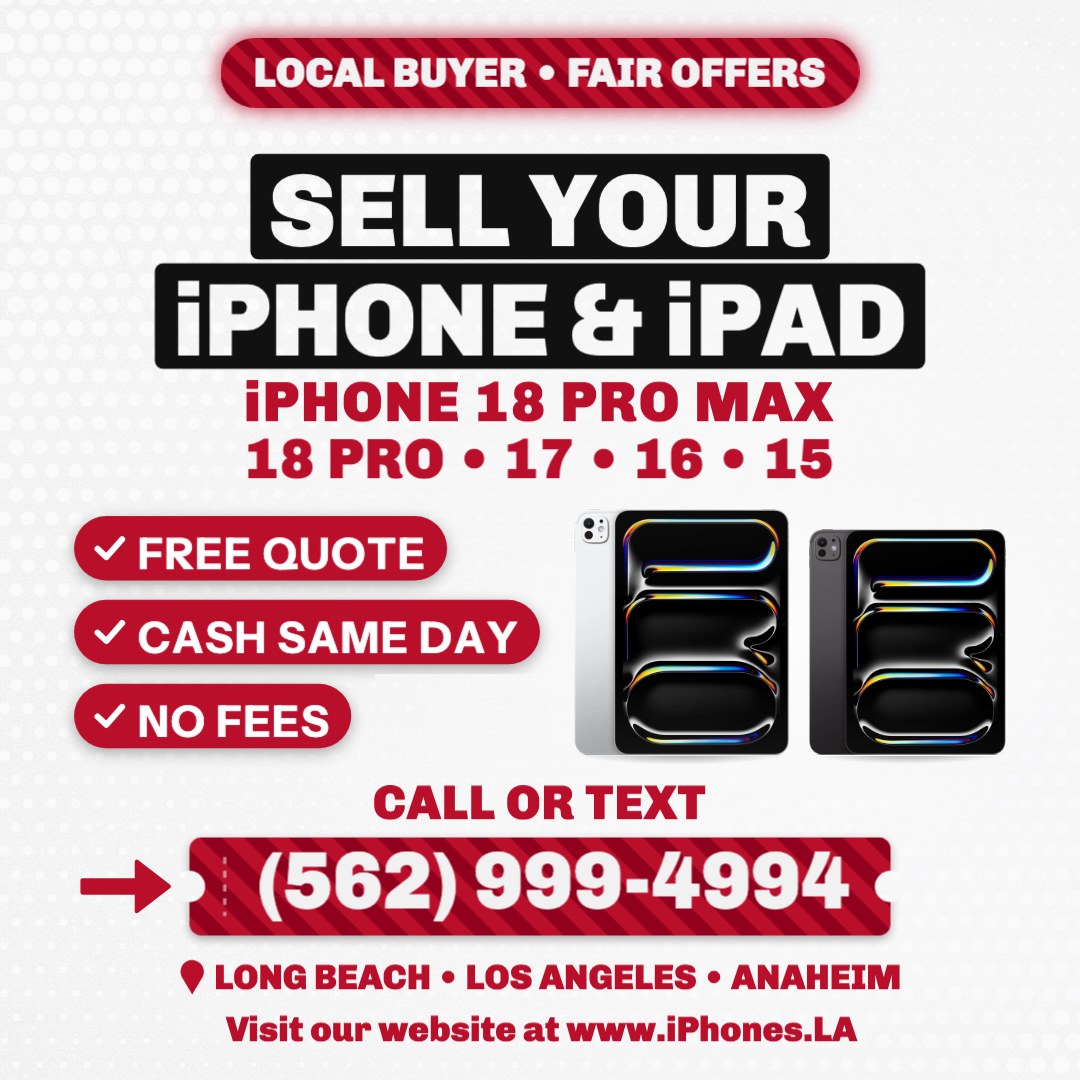 LOCAL BUYER • FAIR OFFERS
SELL YOUR
iPHONE & iPAD
iPHONE 18 PRO MAX
18 PRO • 17 • 16 • 15
FREE QUOTE
CASH SAME DAY
NO FEES
CALL OR TEXT
(562) 999-4994
LONG BEACH • LOS ANGELES • ANAHEIM
Visit our website at www.iPhones.LA